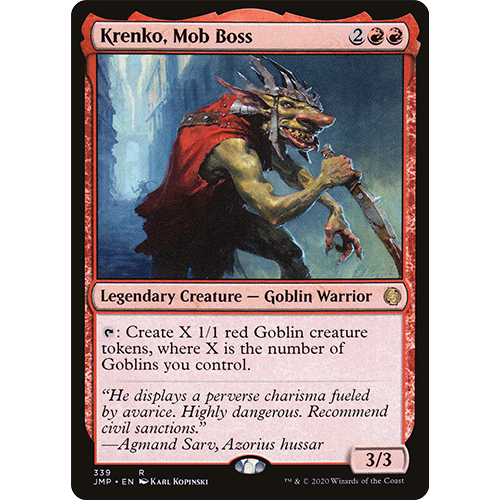 Krenko, Mob Boss 2
Legendary Creature — Goblin Warrior
: Create X 1/1 red Goblin creature
tokens, where X is the number of
Goblins you control.
“He displays a perverse charisma fueled
by avarice. Highly dangerous. Recommend
civil sanctions.”
—Agmand Sarv, Azorius hussar
3/3
339 R
JMP • EN Karl Kopinski
™ & © 2020 Wizards of the Coast